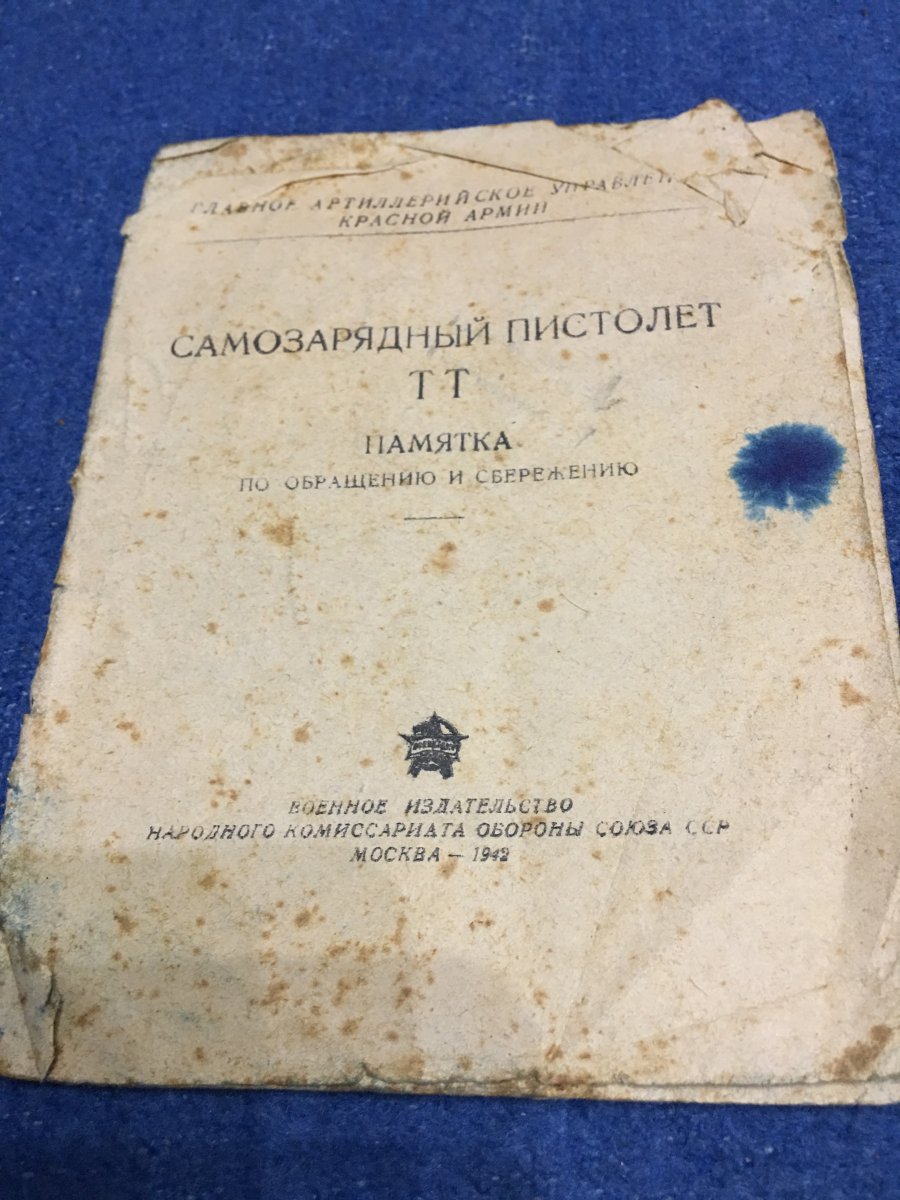 ГЛАВНОЕ АРТИЛЛЕРИЙСКОЕ УПРАВЛЕН
КРАСНОЙ АРМИИ
САМОЗАРЯДНЫЙ ПИСТОЛЕТ
ТТ
ПАМЯТКА
ПО ОБРАЩЕНИЮ И СБЕРЕЖЕНИЮ
ВОЕННОЕ ИЗДАТЕЛЬСТВО
НАРОДНОГО КОМИССАРИАТА ОБОРОНЫ СОЮЗА ССР
МОСКВА — 1942